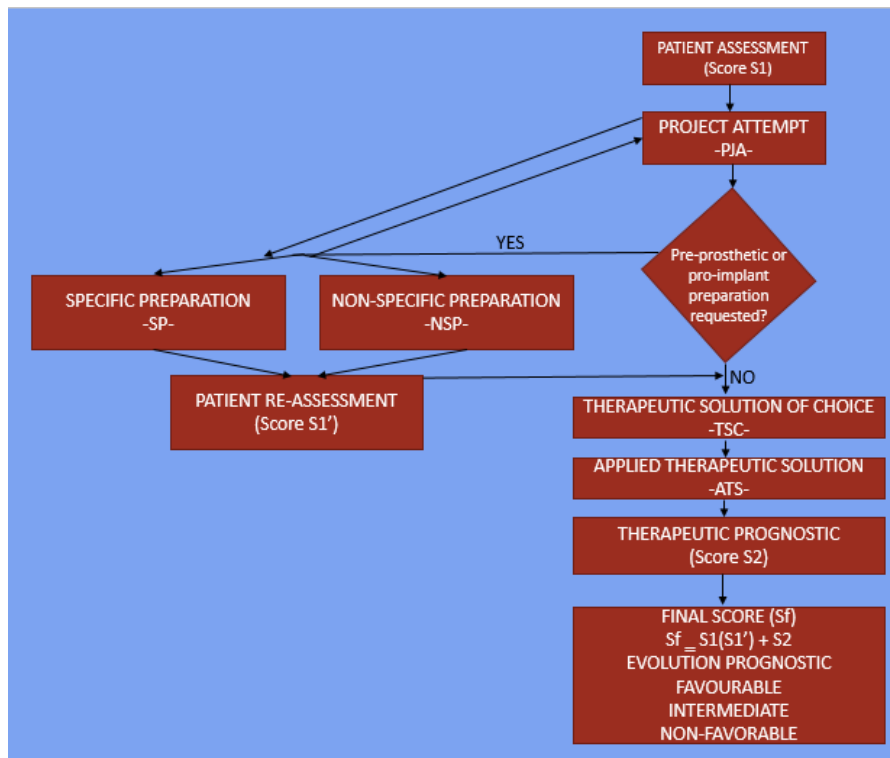 PATIENT ASSESSMENT
(Score S1)
PROJECT ATTEMPT
-PJA-
YES
Pre-prosthetic or
pro-implant
preparation
requested?
SPECIFIC PREPARATION
-SP-
NON-SPECIFIC PREPARATION
-NSP-
PATIENT RE-ASSESSMENT
(Score S1’)
NO
THERAPEUTIC SOLUTION OF CHOICE
-TSC-
APPLIED THERAPEUTIC SOLUTION
-ATS-
THERAPEUTIC PROGNOSTIC
(Score S2)
FINAL SCORE (Sf)
Sf = S1(S1’) + S2
EVOLUTION PROGNOSTIC
FAVOURABLE
INTERMEDIATE
NON-FAVORABLE